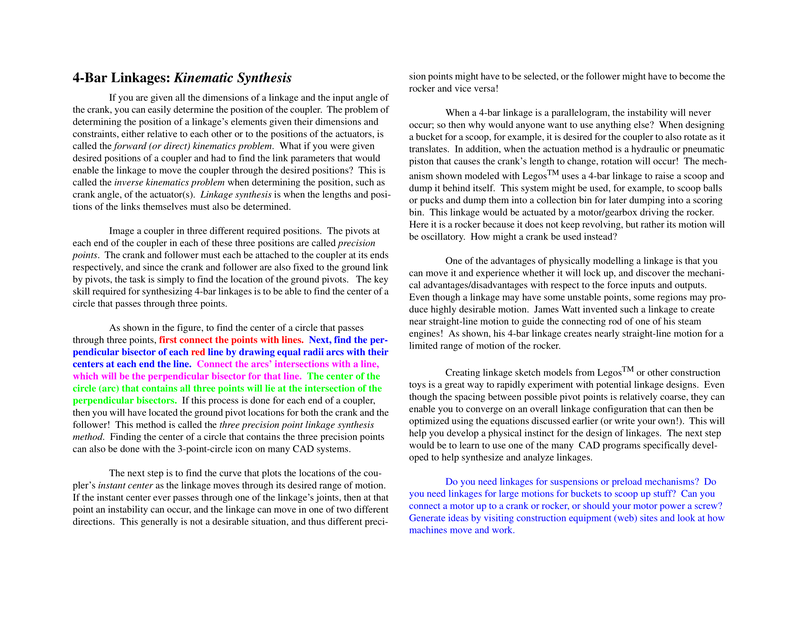 4-Bar Linkages: Kinematic Synthesis
If you are given all the dimensions of a linkage and the input angle of
the crank, you can easily determine the position of the coupler.  The problem of
determining the position of a linkage's elements given their dimensions and
constraints, either relative to each other or to the positions of the actuators, is
called the forward (or direct) kinematics problem.  What if you were given
desired positions of a coupler and had to find the link parameters that would
enable the linkage to move the coupler through the desired positions?  This is
called the inverse kinematics problem when determining the position, such as
crank angle, of the actuator(s).  Linkage synthesis is when the lengths and posi-
tions of the links themselves must also be determined.
Image a coupler in three different required positions.  The pivots at
each end of the coupler in each of these three positions are called precision
points.  The crank and follower must each be attached to the coupler at its ends
respectively, and since the crank and follower are also fixed to the ground link
by pivots, the task is simply to find the location of the ground pivots.   The key
skill required for synthesizing 4-bar linkages is to be able to find the center of a
circle that passes through three points.
As shown in the figure, to find the center of a circle that passes
through three points, first connect the points with lines.  Next, find the per-
pendicular bisector of each red line by drawing equal radii arcs with their
centers at each end the line.  Connect the arcs' intersections with a line,
which will be the perpendicular bisector for that line.  The center of the
circle (arc) that contains all three points will lie at the intersection of the
perpendicular bisectors.  If this process is done for each end of a coupler,
then you will have located the ground pivot locations for both the crank and the
follower!  This method is called the three precision point linkage synthesis
method.  Finding the center of a circle that contains the three precision points
can also be done with the 3-point-circle icon on many CAD systems.
The next step is to find the curve that plots the locations of the cou-
pler's instant center as the linkage moves through its desired range of motion.
If the instant center ever passes through one of the linkage's joints, then at that
point an instability can occur, and the linkage can move in one of two different
directions.  This generally is not a desirable situation, and thus different preci-
sion points might have to be selected, or the follower might have to become the
rocker and vice versa!
When a 4-bar linkage is a parallelogram, the instability will never
occur; so then why would anyone want to use anything else?  When designing
a bucket for a scoop, for example, it is desired for the coupler to also rotate as it
translates.  In addition, when the actuation method is a hydraulic or pneumatic
piston that causes the crank's length to change, rotation will occur!  The mech-
anism shown modeled with LegosTM uses a 4-bar linkage to raise a scoop and
dump it behind itself.  This system might be used, for example, to scoop balls
or pucks and dump them into a collection bin for later dumping into a scoring
bin.  This linkage would be actuated by a motor/gearbox driving the rocker.
Here it is a rocker because it does not keep revolving, but rather its motion will
be oscillatory.  How might a crank be used instead?
One of the advantages of physically modelling a linkage is that you
can move it and experience whether it will lock up, and discover the mechani-
cal advantages/disadvantages with respect to the force inputs and outputs.
Even though a linkage may have some unstable points, some regions may pro-
duce highly desirable motion.  James Watt invented such a linkage to create
near straight-line motion to guide the connecting rod of one of his steam
engines!  As shown, his 4-bar linkage creates nearly straight-line motion for a
limited range of motion of the rocker.
Creating linkage sketch models from LegosTM or other construction
toys is a great way to rapidly experiment with potential linkage designs.  Even
though the spacing between possible pivot points is relatively coarse, they can
enable you to converge on an overall linkage configuration that can then be
optimized using the equations discussed earlier (or write your own!).  This will
help you develop a physical instinct for the design of linkages.  The next step
would be to learn to use one of the many  CAD programs specifically devel-
oped to help synthesize and analyze linkages.
Do you need linkages for suspensions or preload mechanisms?  Do
you need linkages for large motions for buckets to scoop up stuff?  Can you
connect a motor up to a crank or rocker, or should your motor power a screw?
Generate ideas by visiting construction equipment (web) sites and look at how
machines move and work.